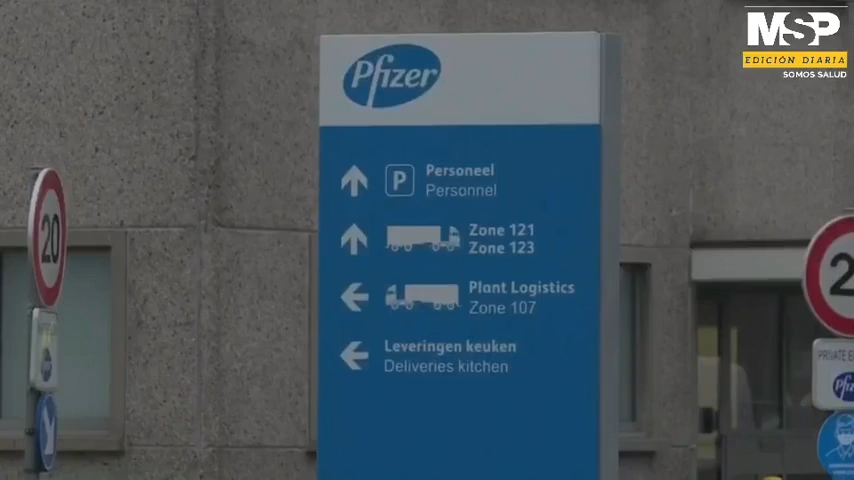 MSP
EDICIÓN DIARIA
SOMOS SALUD
Pfizer
P Personeel
Personnel
Zone 121
Zone 123
Plant Logistics
Zone 107
Leveringen keuken
Deliveries kitchen
20
2
PRIVATE